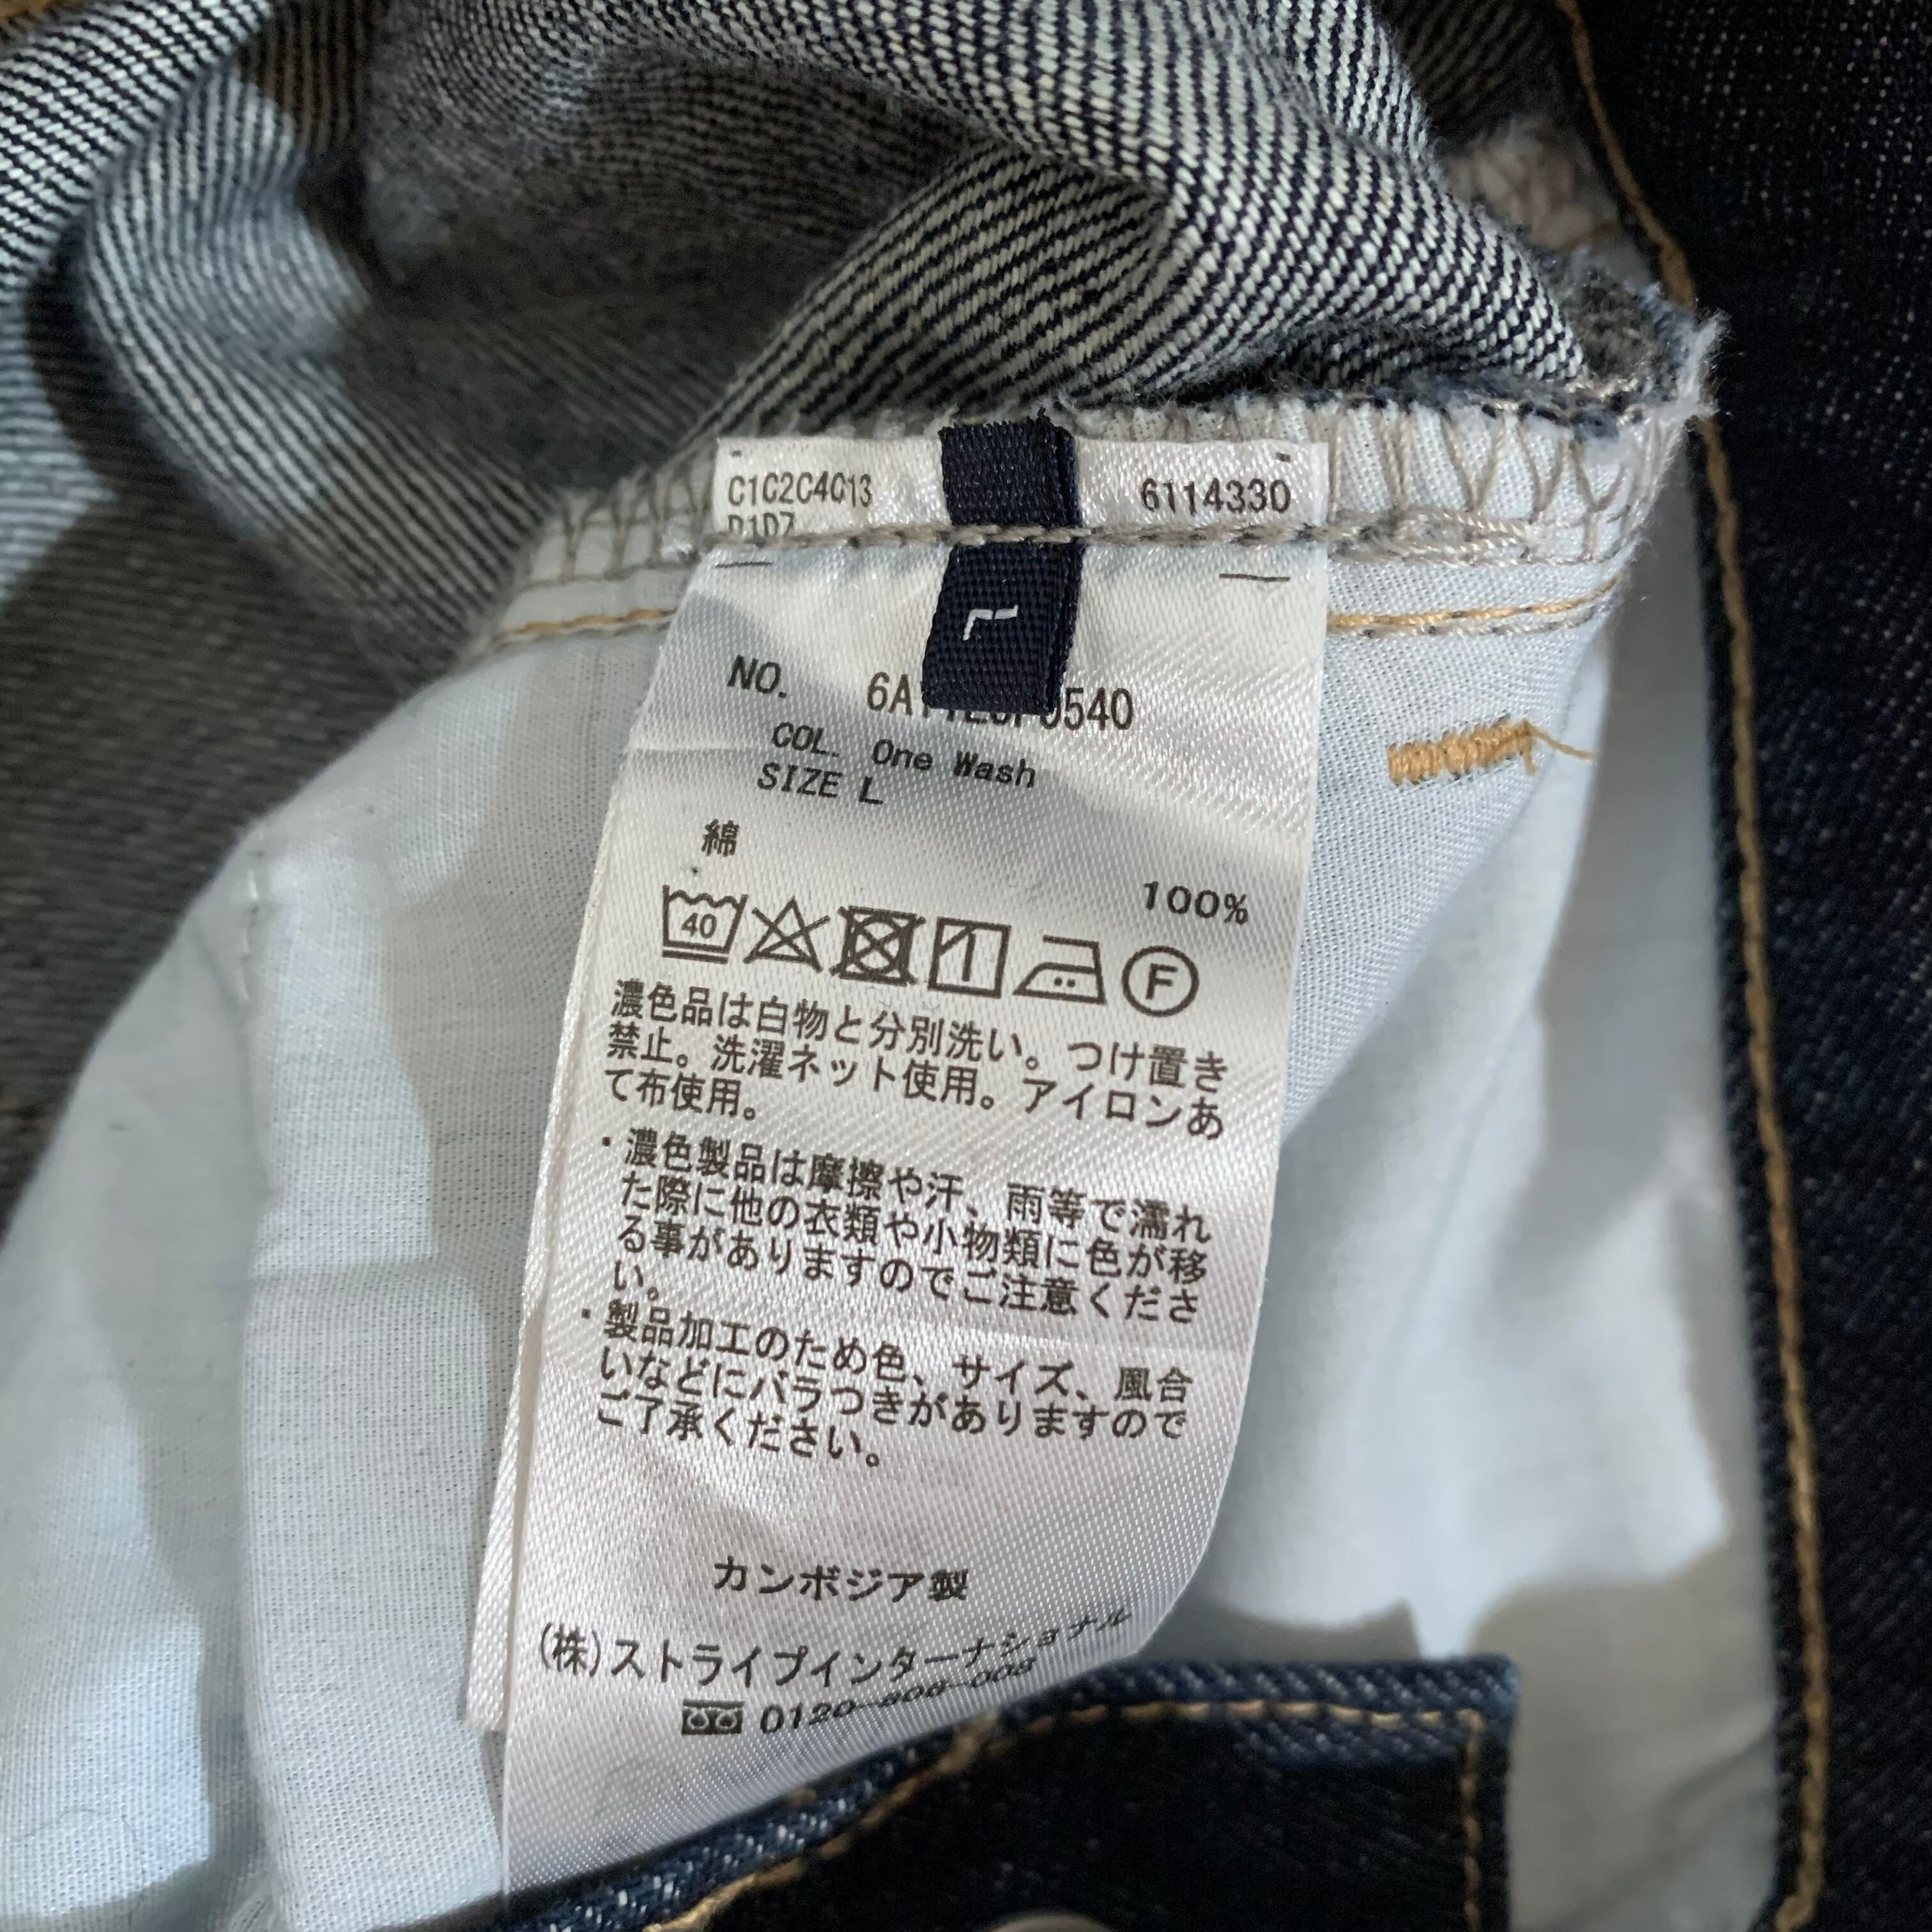 C1C2C4C13
6114330
L
NO.
COL. One Wash
SIZE L
綿
100%
40
F
濃色品は白物と分別洗い。つけ置き
禁止。洗濯ネット使用。アイロンあ
て布使用。
・濃色製品は摩擦や汗、雨等で濡れ
た際に他の衣類や小物類に色が移
る事がありますのでご注意くださ
い。
・製品加工のため色、サイズ、風合
いなどにバラつきがありますので
ご了承ください。
カンボジア製
(株)ストライプインターナショナル